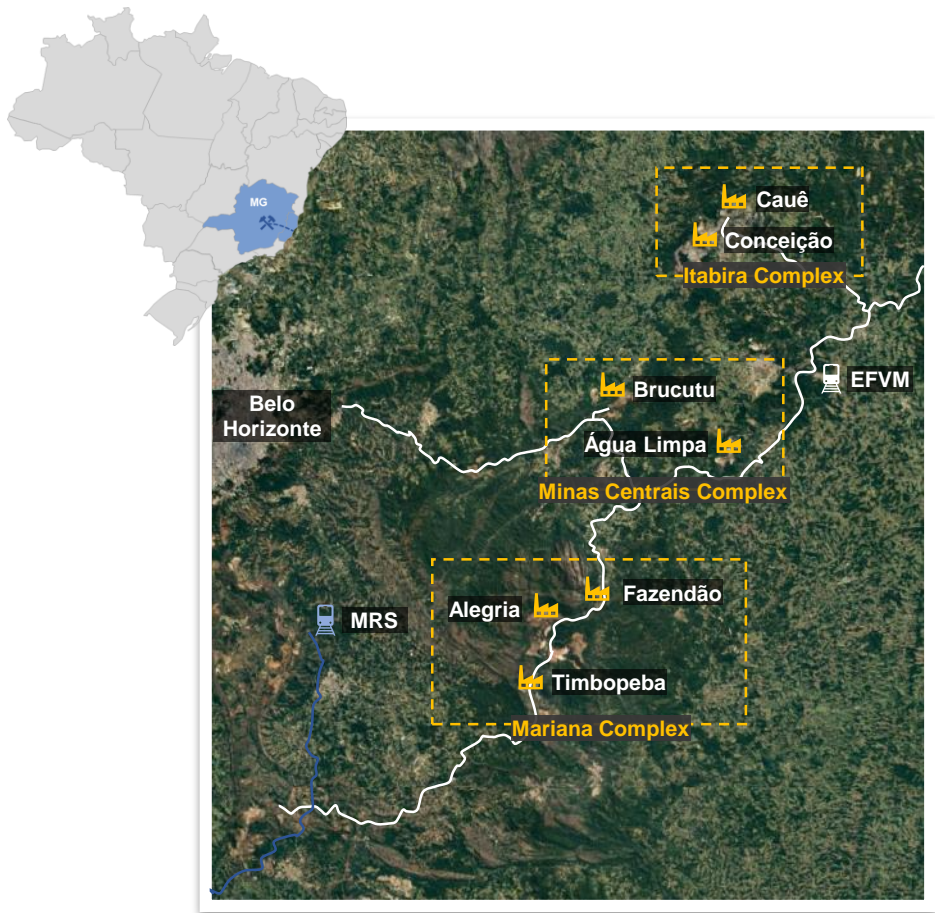 MG
Cauê
Conceição
Itabira Complex
EFVM
Brucutu
Belo
Horizonte
Água Limpa
Minas Centrais Complex
Fazendão
Alegria
MRS
Timbopeba
Mariana Complex